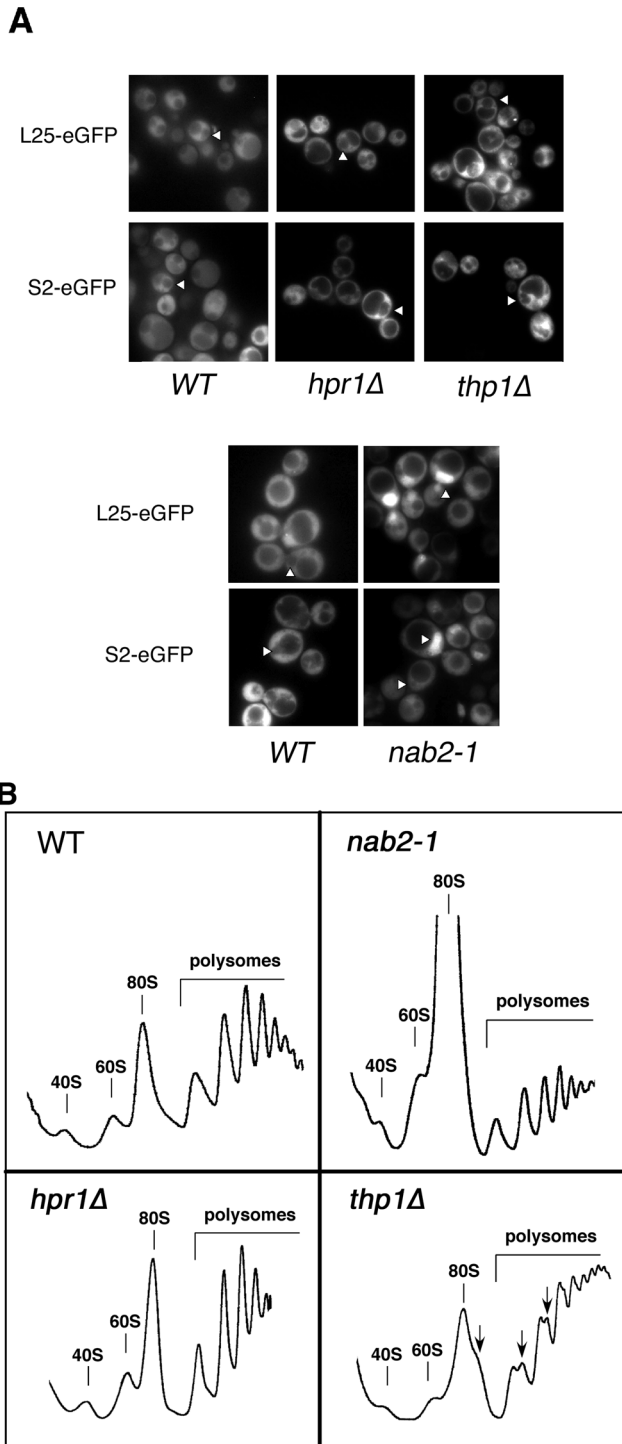 A
L25-eGFP
S2-eGFP
WT
hpr1Δ
thp1Δ
L25-eGFP
S2-eGFP
WT
nab2-1
B
WT
40S
60S
80S
polysomes
nab2-1
40S
60S
80S
polysomes
hpr1Δ
40S
60S
80S
polysomes
thp1Δ
40S
60S
80S
polysomes